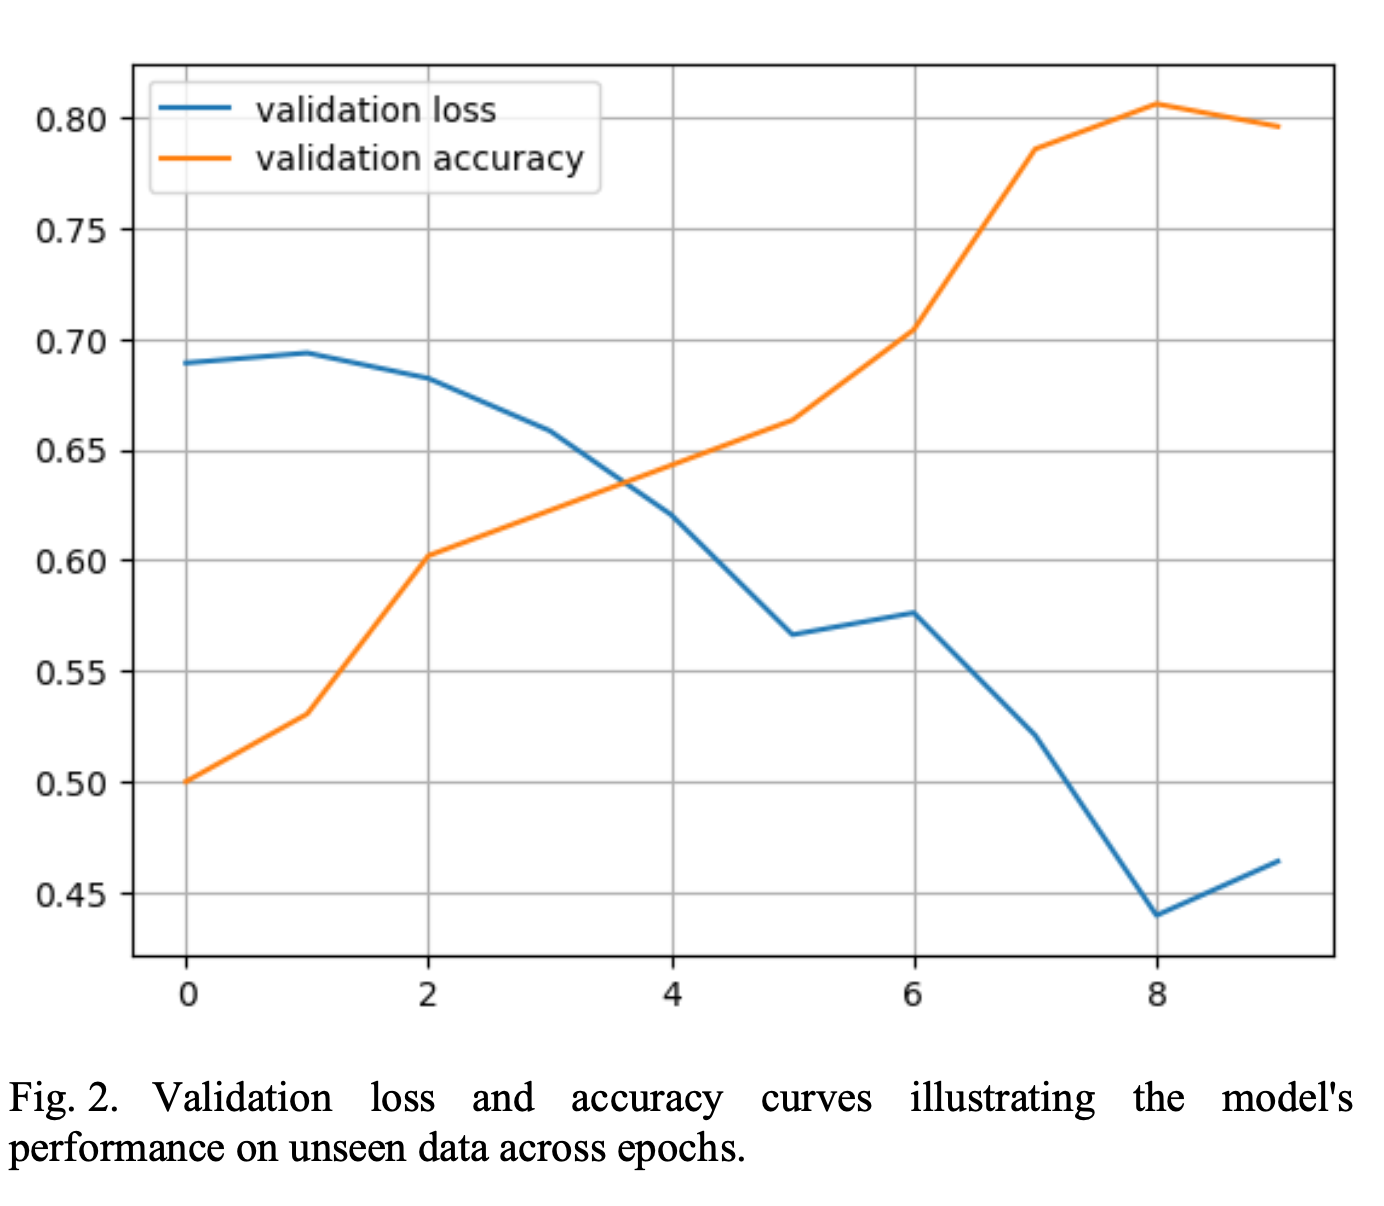 validation loss
validation accuracy
0.80
0.75
0.70
0.65
0.60
0.55
0.50
0.45
0 2 4 6 8
Fig. 2. Validation loss and accuracy curves illustrating the model's
performance on unseen data across epochs.